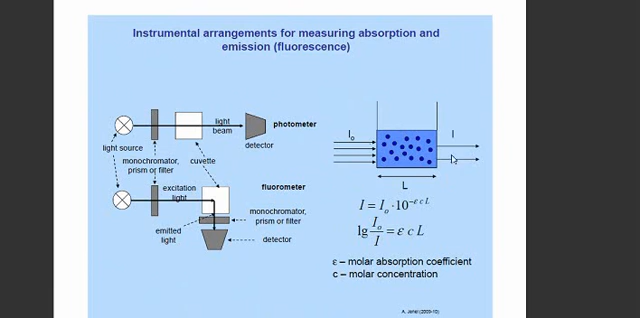 Instrumental arrangements for measuring absorption and
emission (fluorescence)
light
beam
photometer
detector
light source
monochromator,
prism or filter
cuvette
excitation
light
fluorometer
monochromator,
prism or filter
emitted
light
detector
I₀
I
L
I = I₀ · 10^(-ε c L)
lg I₀/I = ε c L
ε – molar absorption coefficient
c – molar concentration